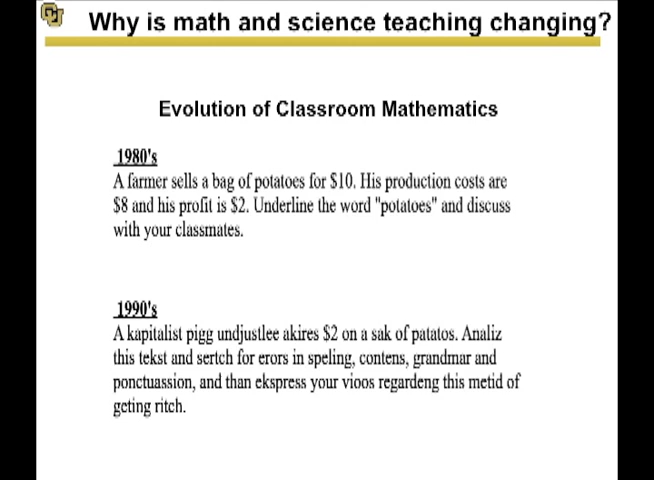 CU
Why is math and science teaching changing?
Evolution of Classroom Mathematics
1980's
A farmer sells a bag of potatoes for $10. His production costs are
$8 and his profit is $2. Underline the word "potatoes" and discuss
with your classmates.
1990's
A kapitalist pigg undjustlee akires $2 on a sak of patatos. Analiz
this tekst and sertch for erors in speling, contens, grandmar and
ponctuassion, and than ekspress your vioos regardeng this metid of
geting ritch.